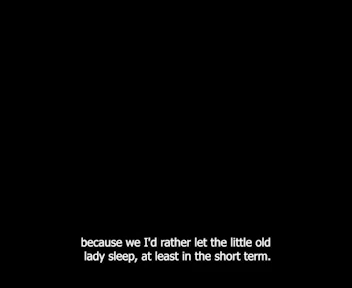 because we I'd rather let the little old
lady sleep, at least in the short term.